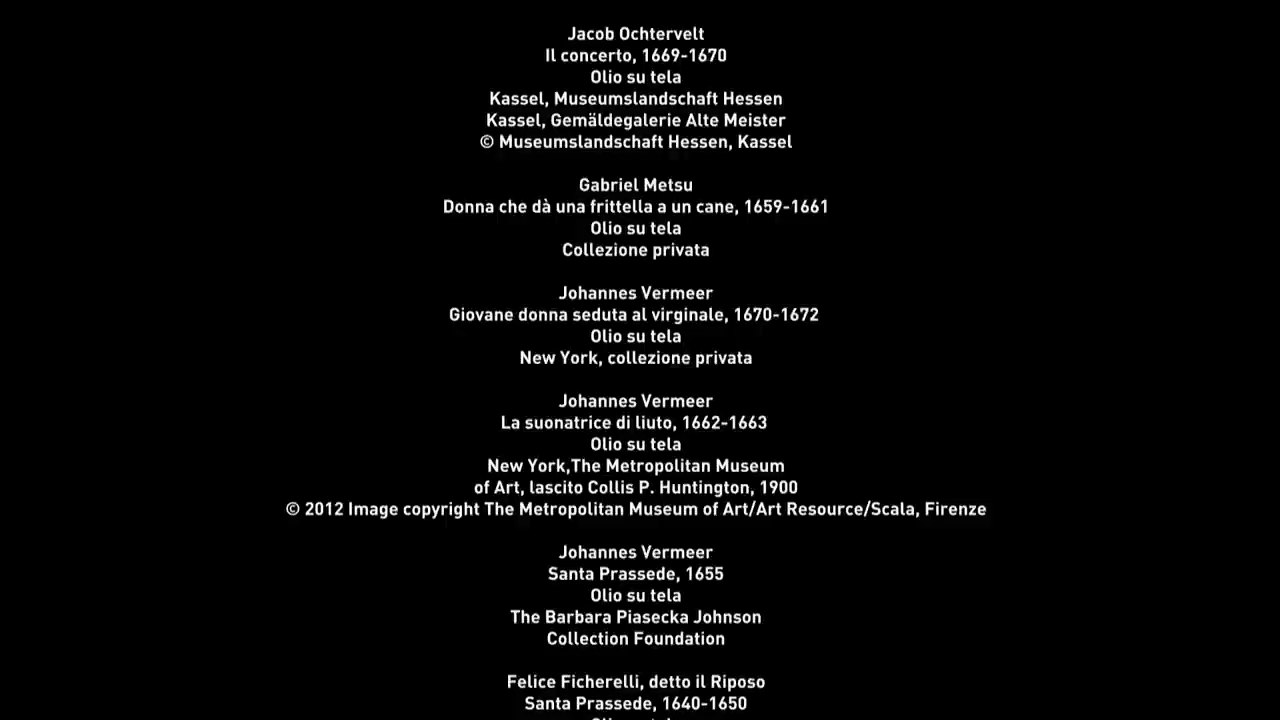 Jacob Ochtervelt
Il concerto, 1669-1670
Olio su tela
Kassel, Museumslandschaft Hessen
Kassel, Gemäldegalerie Alte Meister
© Museumslandschaft Hessen, Kassel
Gabriel Metsu
Donna che dà una frittella a un cane, 1659-1661
Olio su tela
Collezione privata
Johannes Vermeer
Giovane donna seduta al virginale, 1670-1672
Olio su tela
New York, collezione privata
Johannes Vermeer
La suonatrice di liuto, 1662-1663
Olio su tela
New York,The Metropolitan Museum
of Art, lascito Collis P. Huntington, 1900
© 2012 Image copyright The Metropolitan Museum of Art/Art Resource/Scala, Firenze
Johannes Vermeer
Santa Prassede, 1655
Olio su tela
The Barbara Piasecka Johnson
Collection Foundation
Felice Ficherelli, detto il Riposo
Santa Prassede, 1640-1650